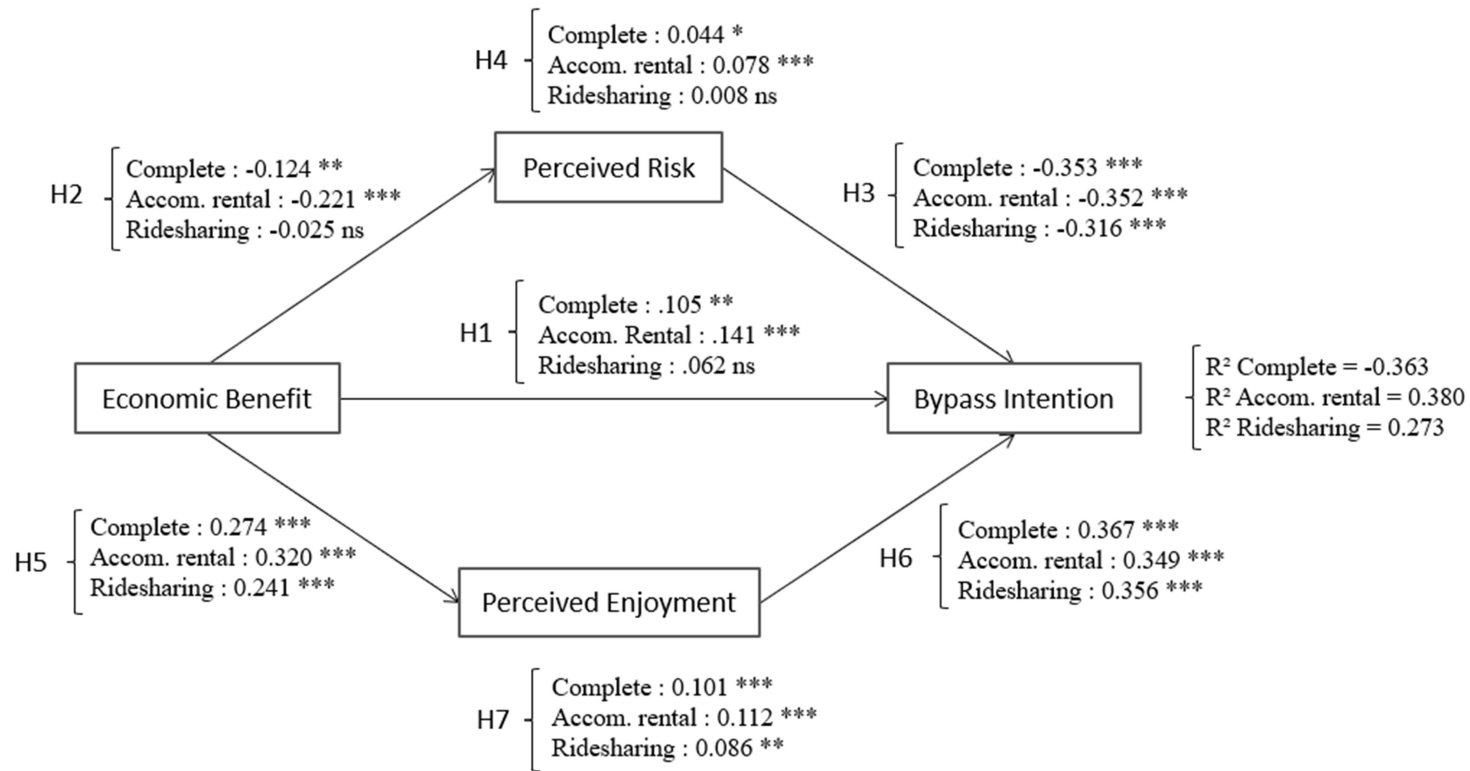 H4
Complete : 0.044 *
Accom. rental : 0.078 ***
Ridesharing : 0.008 ns
H2
Complete : -0.124 **
Accom. rental : -0.221 ***
Ridesharing : -0.025 ns
Perceived Risk
H3
Complete : -0.353 ***
Accom. rental : -0.352 ***
Ridesharing : -0.316 ***
H1
Complete : .105 **
Accom. Rental : .141 ***
Ridesharing : .062 ns
Economic Benefit
Bypass Intention
R² Complete = -0.363
R² Accom. rental = 0.380
R² Ridesharing = 0.273
H5
Complete : 0.274 ***
Accom. rental : 0.320 ***
Ridesharing : 0.241 ***
Perceived Enjoyment
H6
Complete : 0.367 ***
Accom. rental : 0.349 ***
Ridesharing : 0.356 ***
H7
Complete : 0.101 ***
Accom. rental : 0.112 ***
Ridesharing : 0.086 **